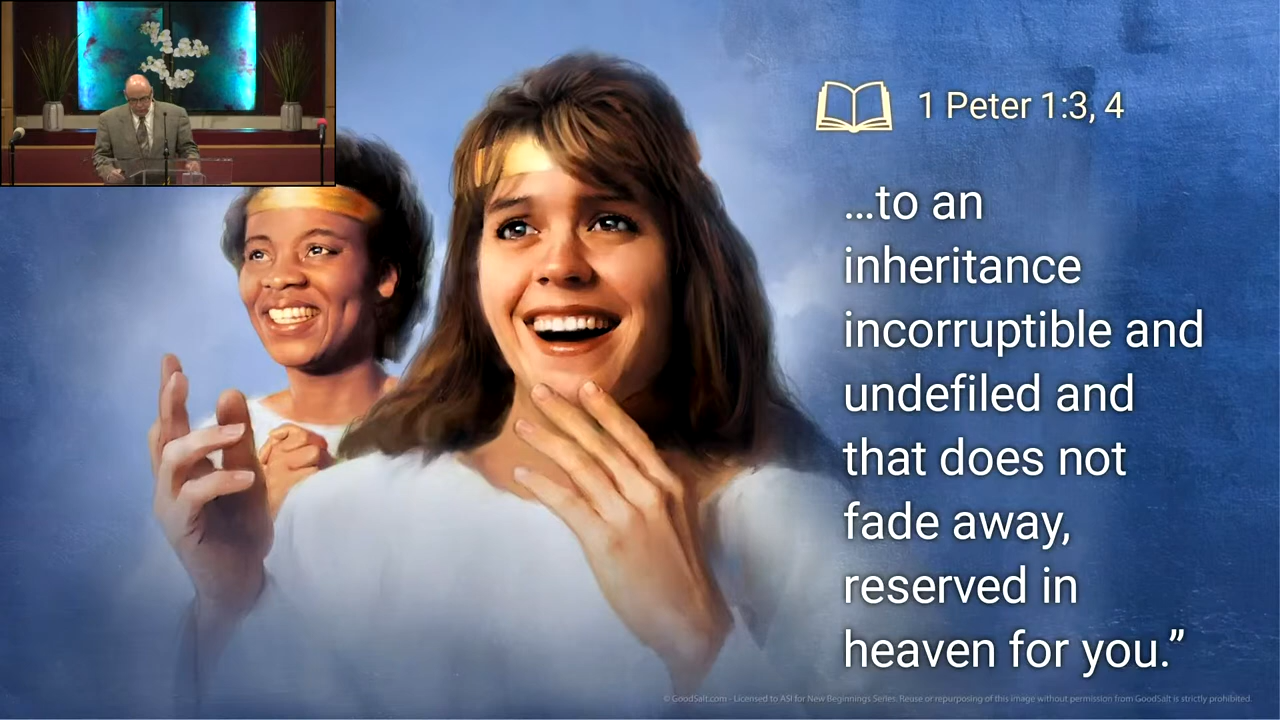 1 Peter 1:3, 4
…to an
inheritance
incorruptible and
undefiled and
that does not
fade away,
reserved in
heaven for you.”
© GoodSalt.com - Licensed to ASI for New Beginnings Series. Reuse or repurposing of this image without permission from GoodSalt is strictly prohibited.